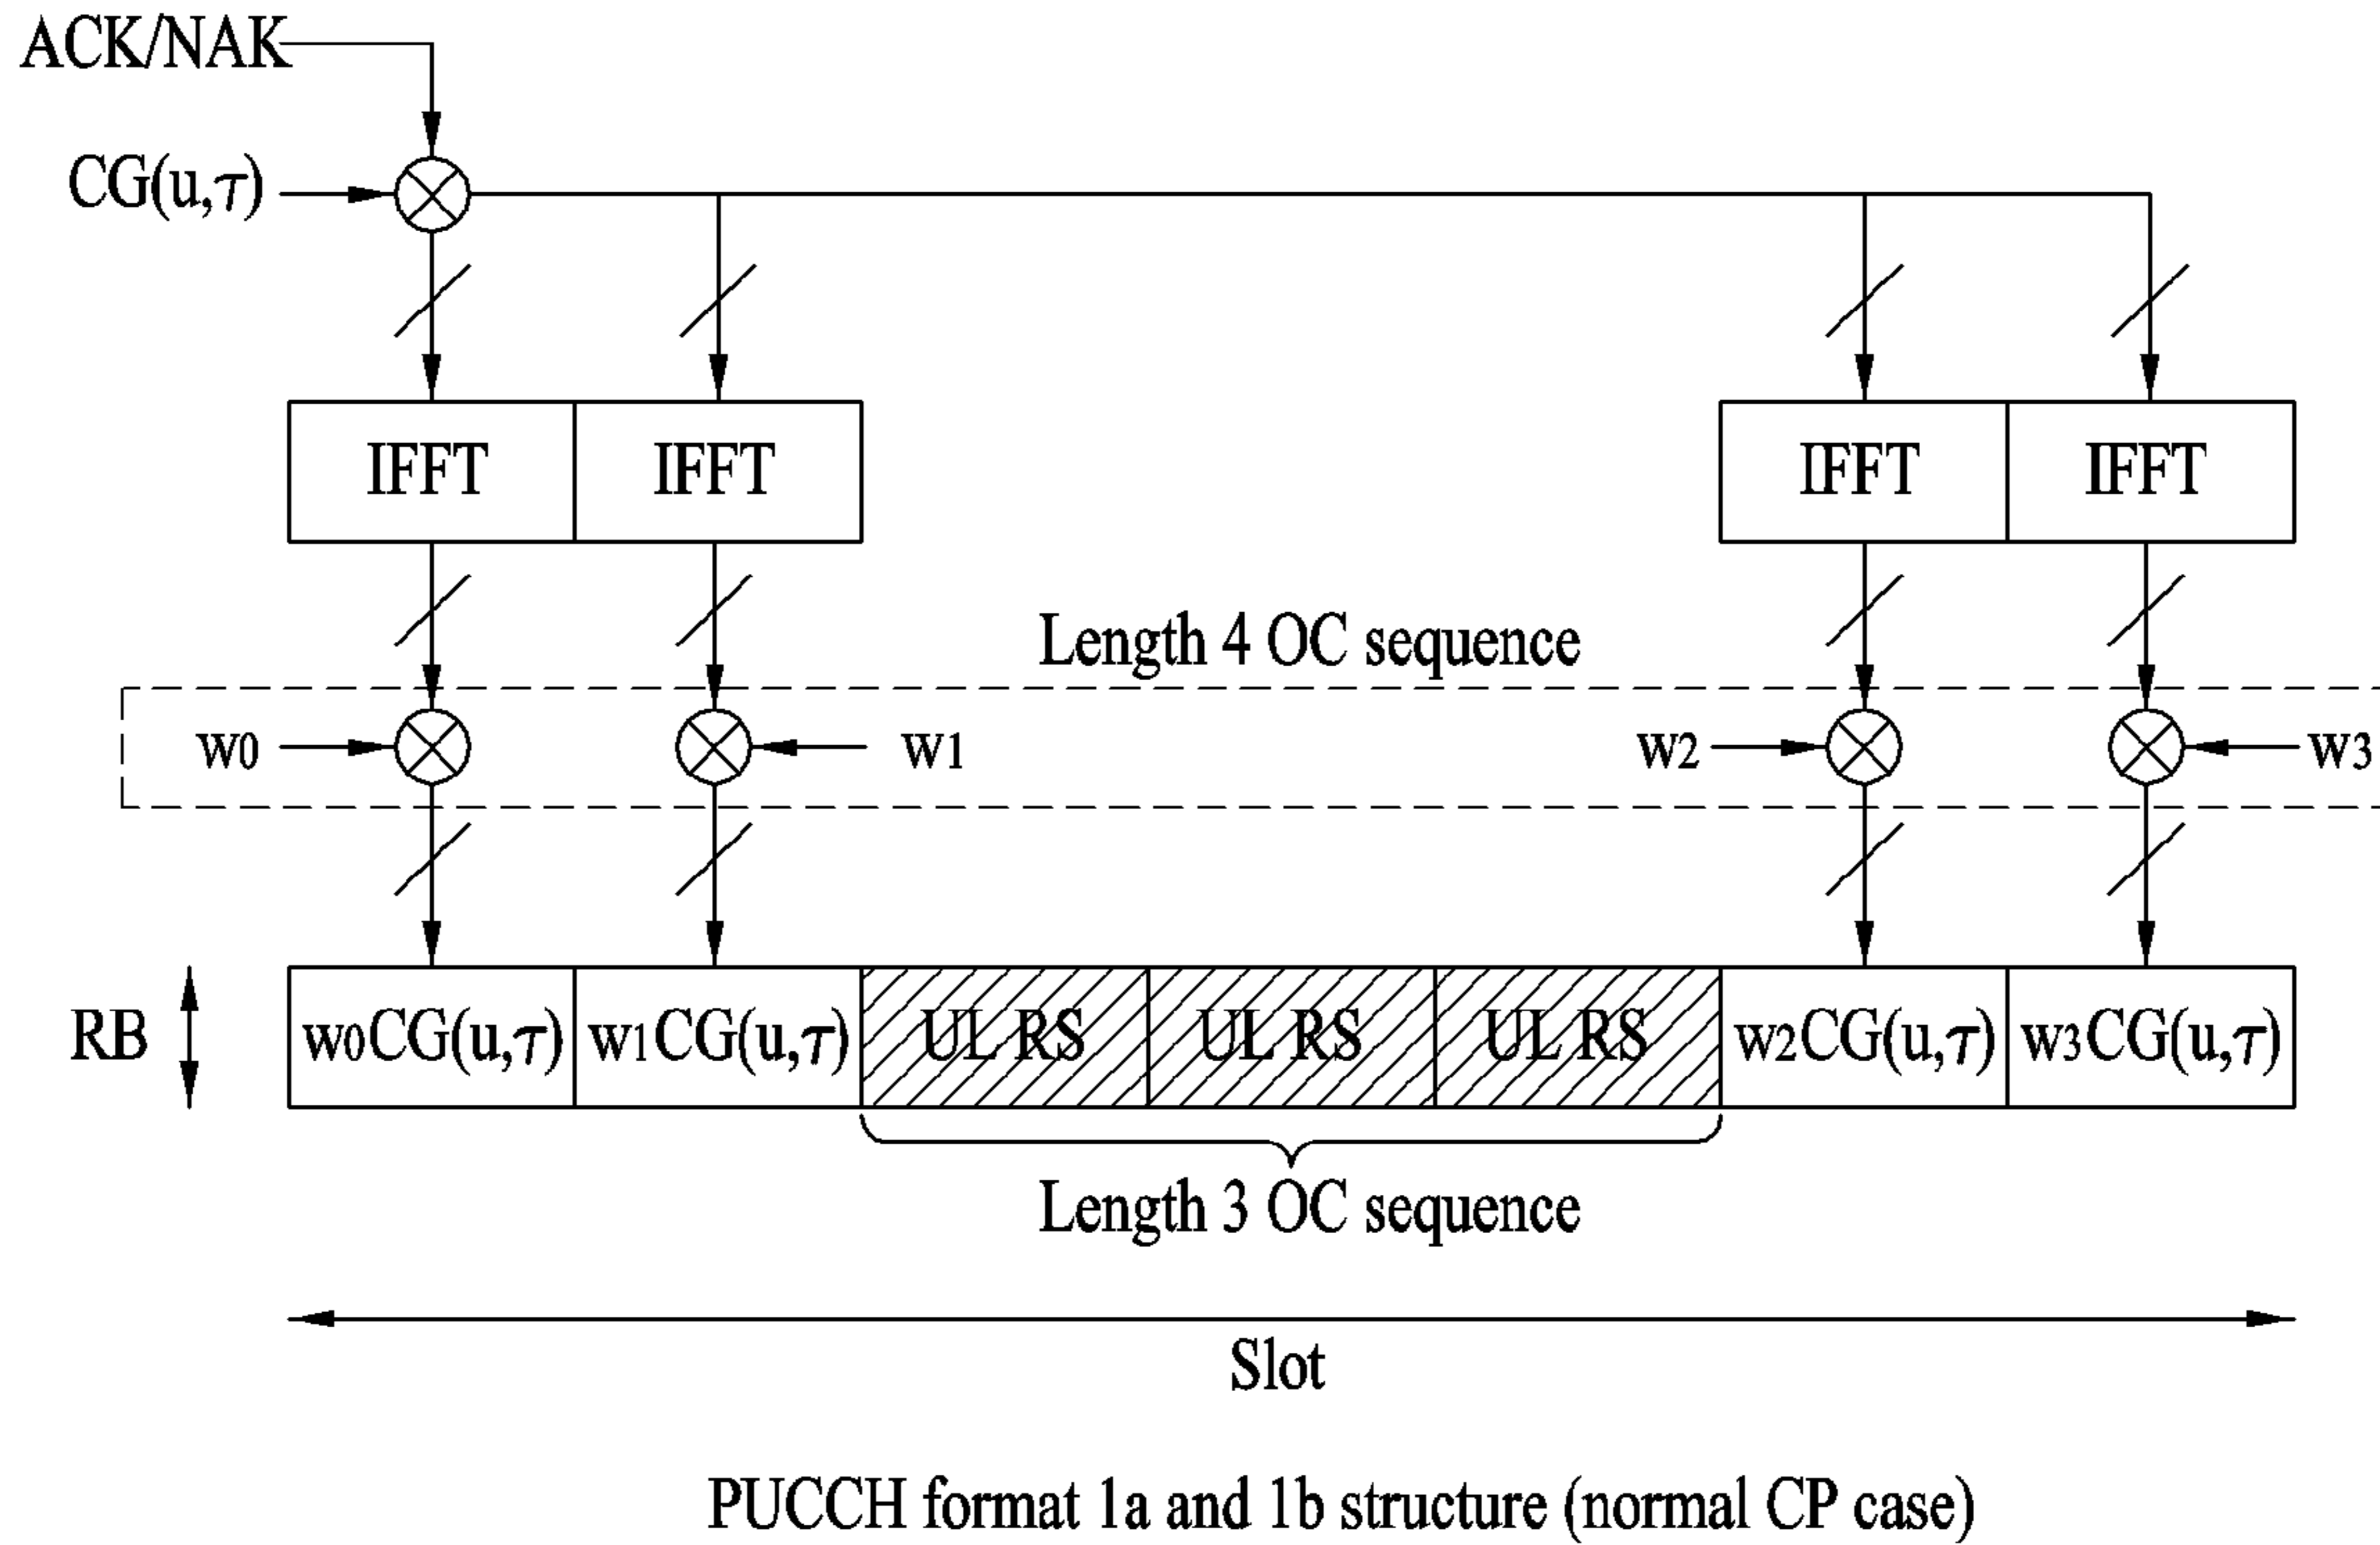 ACK/NAK
CG(u,τ)
IFFT IFFT IFFT IFFT
Length 4 OC sequence
w0 w1 w2 w3
RB w0CG(u,τ) w1CG(u,τ) UL RS UL RS UL RS w2CG(u,τ) w3CG(u,τ)
Length 3 OC sequence
Slot
PUCCH format 1a and 1b structure (normal CP case)